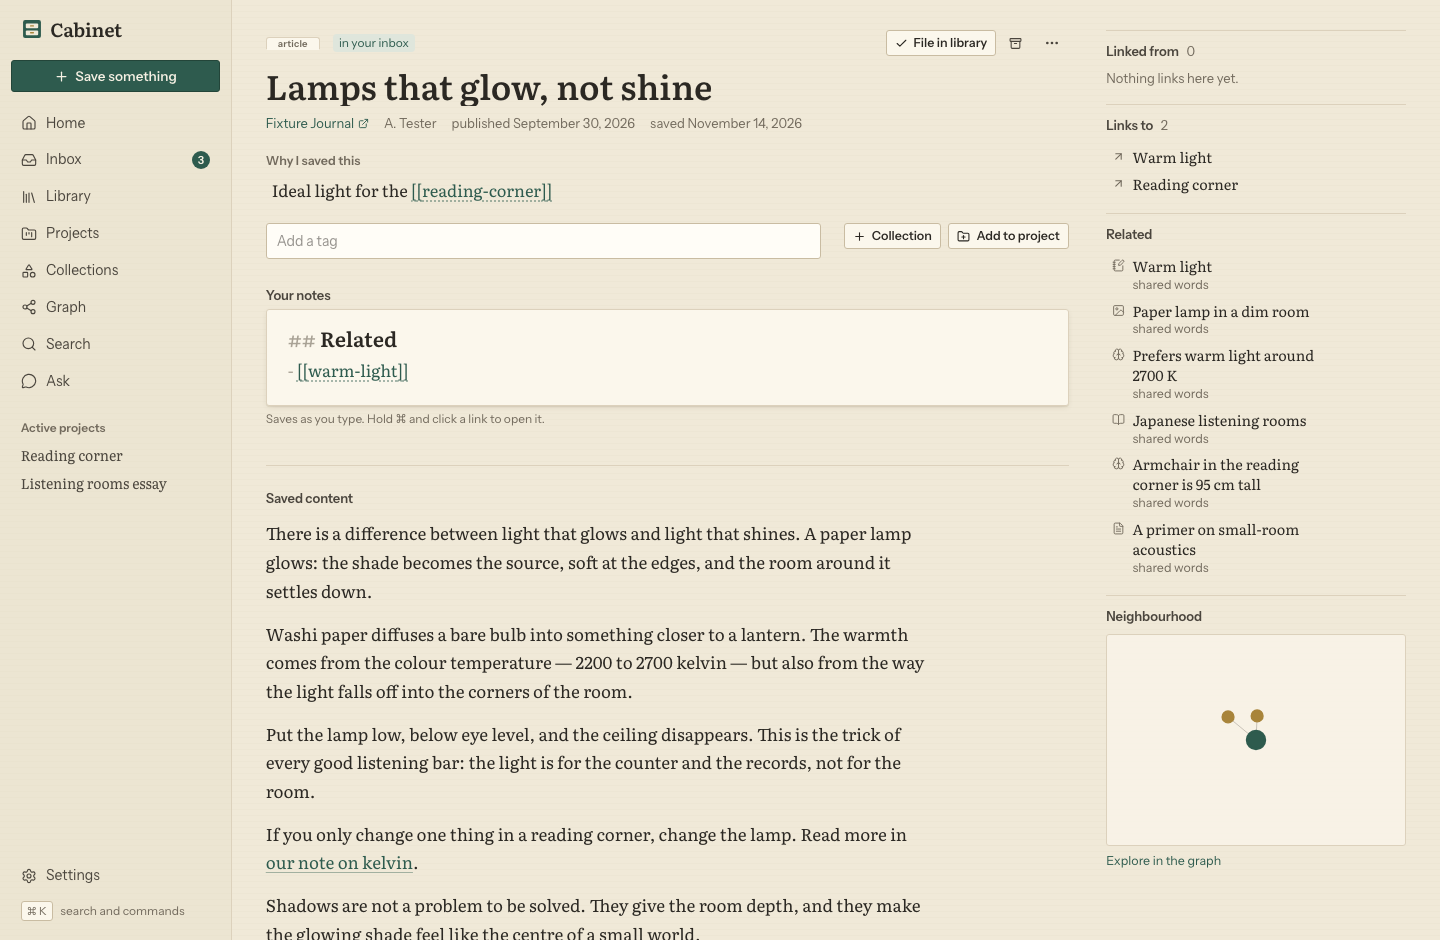 Cabinet
Save something
Home
Inbox 3
Library
Projects
Collections
Graph
Search
Ask
Active projects
Reading corner
Listening rooms essay
Settings
⌘ K search and commands
article in your inbox File in library
Lamps that glow, not shine
Fixture Journal A. Tester published September 30, 2026 saved November 14, 2026
Why I saved this
Ideal light for the [[reading-corner]]
Add a tag
Collection Add to project
Your notes
## Related
- [[warm-light]]
Saves as you type. Hold ⌘ and click a link to open it.
Saved content
There is a difference between light that glows and light that shines. A paper lamp
glows: the shade becomes the source, soft at the edges, and the room around it
settles down.
Washi paper diffuses a bare bulb into something closer to a lantern. The warmth
comes from the colour temperature — 2200 to 2700 kelvin — but also from the way
the light falls off into the corners of the room.
Put the lamp low, below eye level, and the ceiling disappears. This is the trick of
every good listening bar: the light is for the counter and the records, not for the
room.
If you only change one thing in a reading corner, change the lamp. Read more in
our note on kelvin.
Shadows are not a problem to be solved. They give the room depth, and they make
the glowing shade feel like the centre of a small world.
Linked from 0
Nothing links here yet.
Links to 2
Warm light
Reading corner
Related
Warm light
shared words
Paper lamp in a dim room
shared words
Prefers warm light around
2700 K
shared words
Japanese listening rooms
shared words
Armchair in the reading
corner is 95 cm tall
shared words
A primer on small-room
acoustics
shared words
Neighbourhood
Explore in the graph